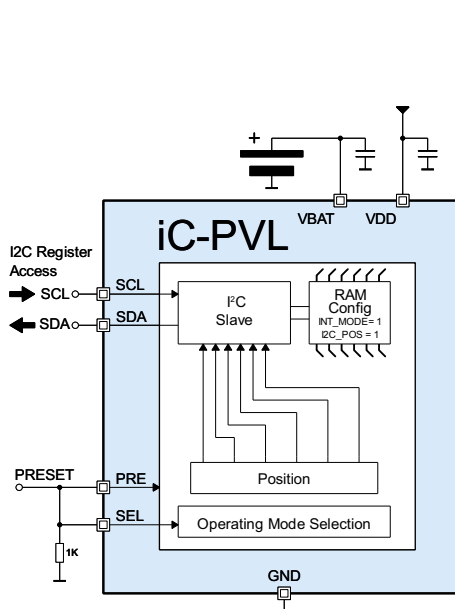 +
VBAT
VDD
iC-PVL
I2C Register
Access
SCL
SCL
SDA
SDA
I²C
Slave
RAM
Config
INT_MODE= 1
I2C_POS = 1
PRESET
PRE
Position
SEL
Operating Mode Selection
1K
GND